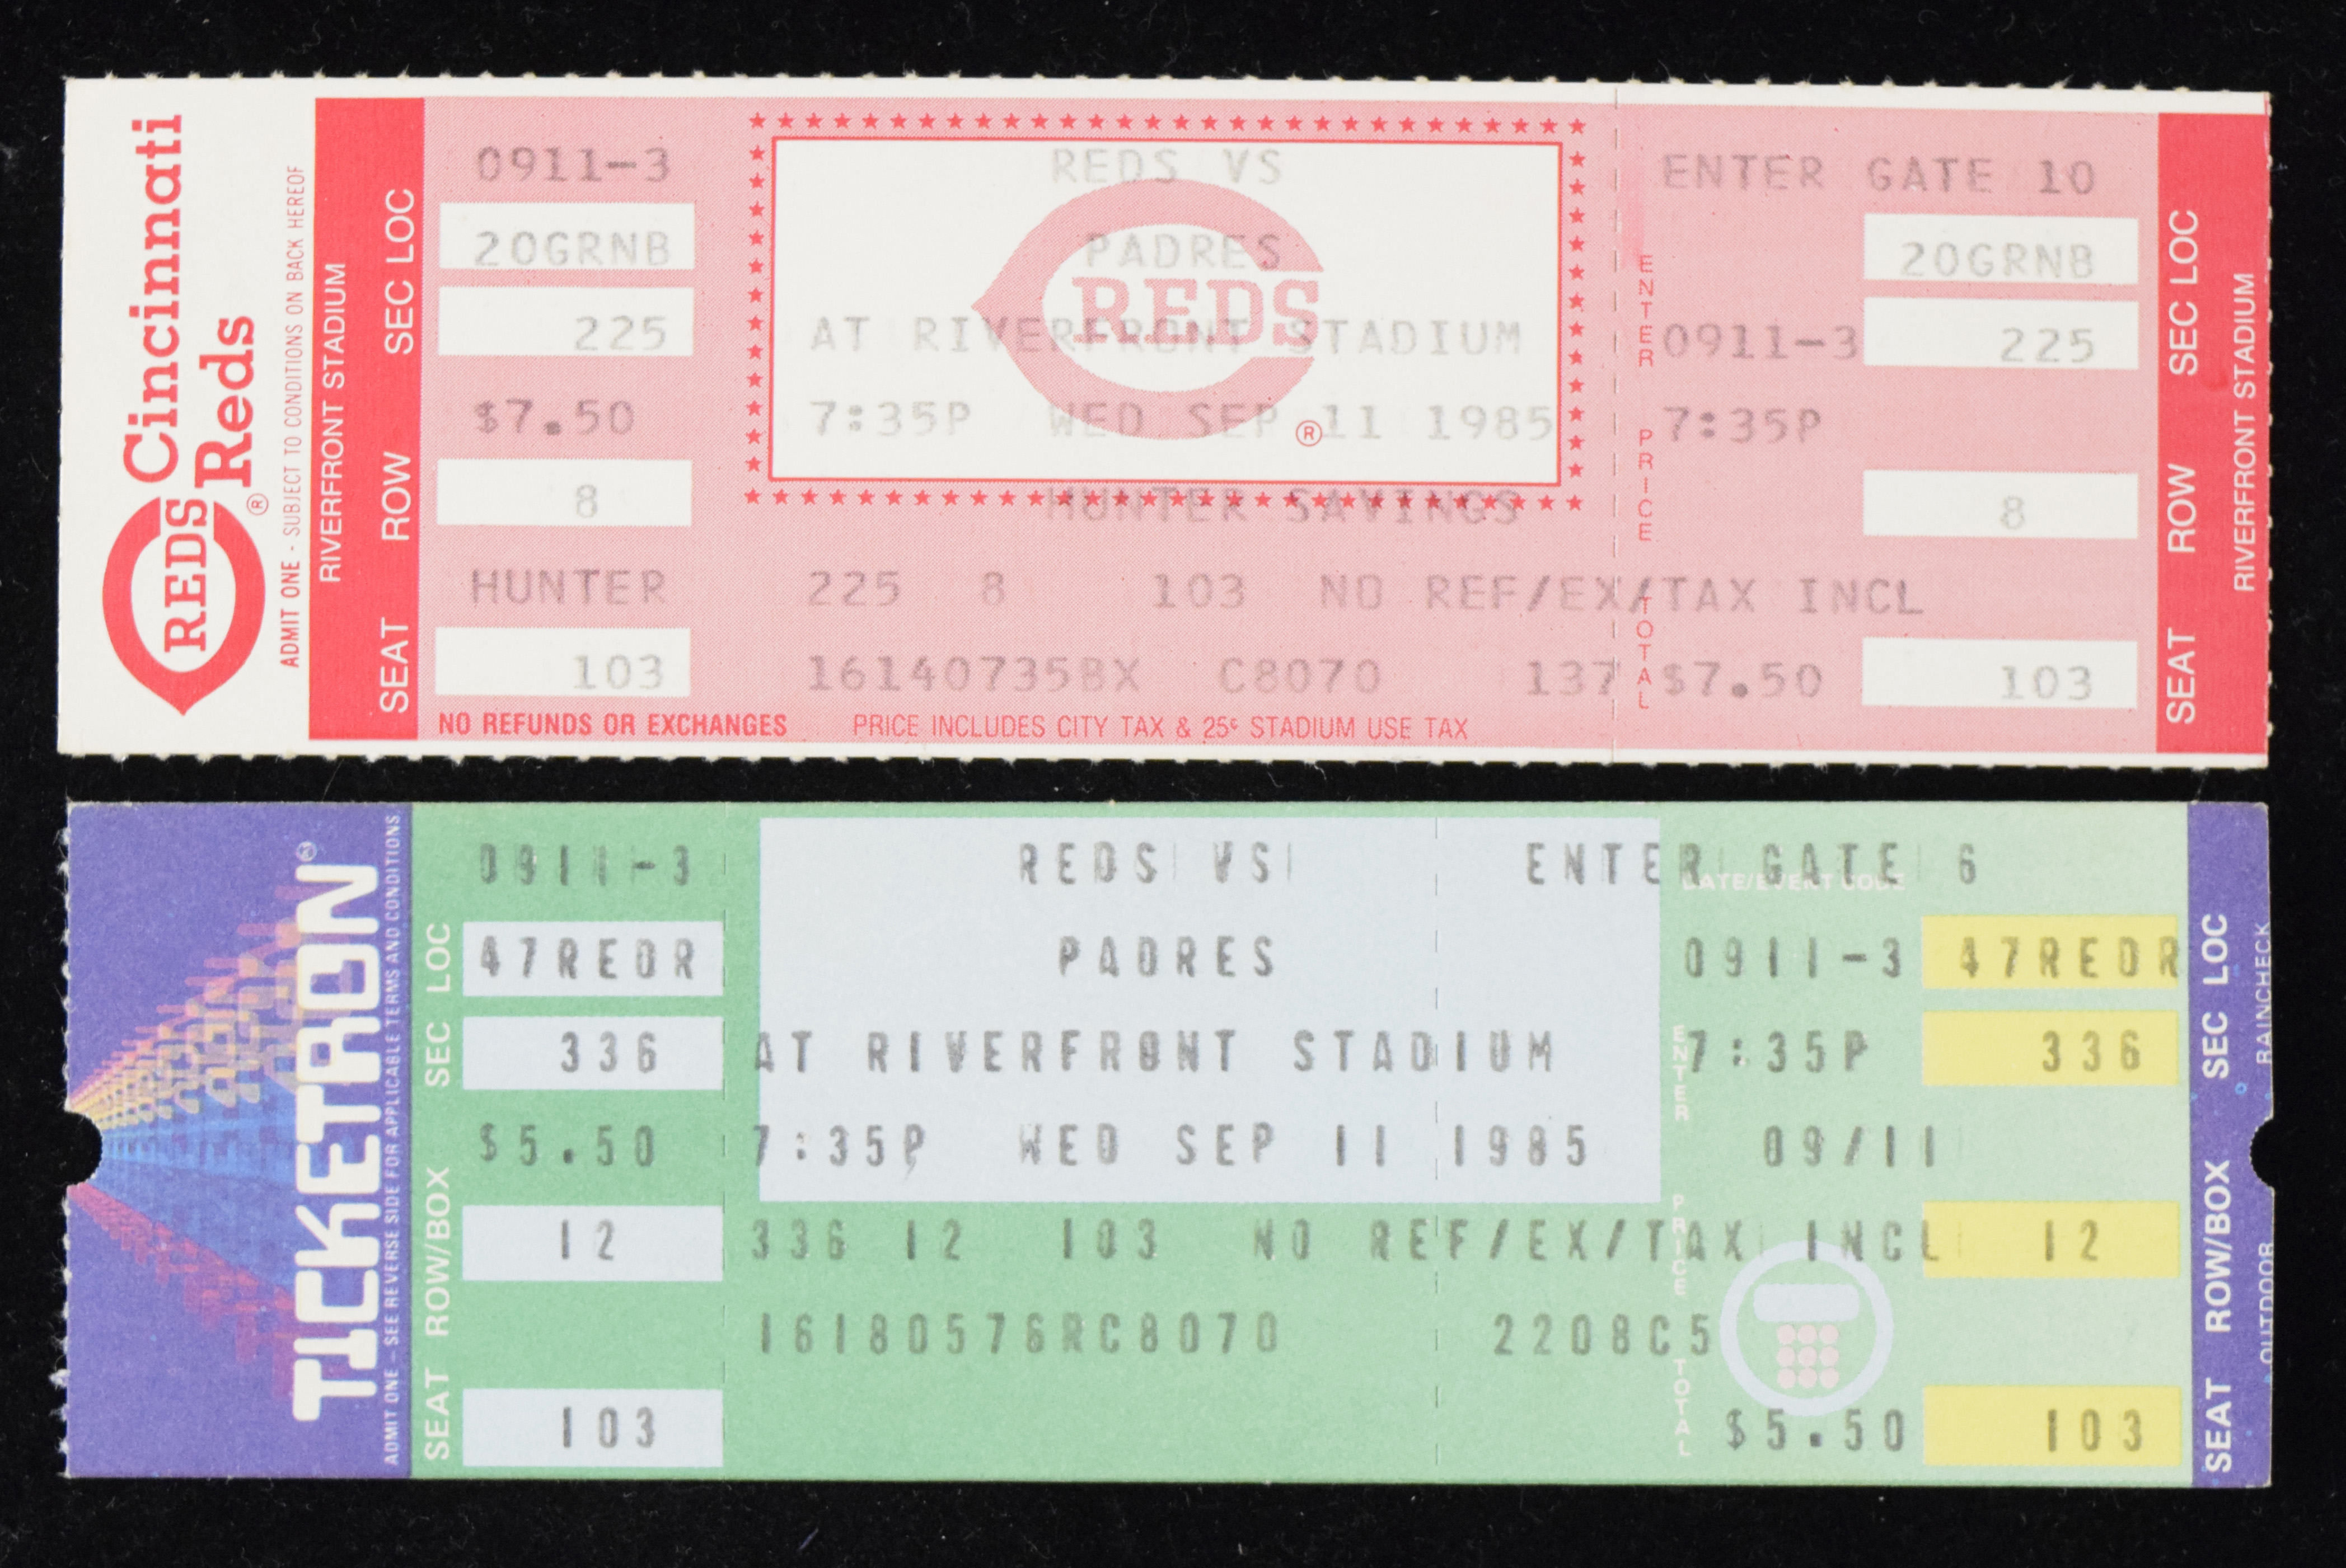 Cincinnati
Reds
REDS ®
ADMIT ONE - SUBJECT TO CONDITIONS ON BACK HEREOF
RIVERFRONT STADIUM
SEAT ROW SEC LOC
0911-3 REDS VS ENTER GATE 10
20GRNB PADRES 20GRNB
REDS ®
225 AT RIVERFRONT STADIUM 0911-3 225
$7.50 7:35P WED SEP 11 1985 7:35P
8 HUNTER SAVINGS 8
HUNTER 225 8 103 NO REF/EX/TAX INCL
103 16140735BX C8070 137 $7.50 103
NO REFUNDS OR EXCHANGES PRICE INCLUDES CITY TAX & 25¢ STADIUM USE TAX
ENTER PRICE TOTAL
SEAT ROW SEC LOC
RIVERFRONT STADIUM
TICKETRON®
ADMIT ONE - SEE REVERSE SIDE FOR APPLICABLE TERMS AND CONDITIONS
SEAT ROW/BOX SEC LOC
0911-3 REDS VS ENTER GATE 6
DATE/EVENT CODE
47REDR PADRES 0911-3 47REDR
336 AT RIVERFRONT STADIUM 7:35P 336
$5.50 7:35P WED SEP 11 1985 09/11
12 336 12 103 NO REF/EX/TAX INCL 12
16180576RC8070 2208C5
103 $5.50 103
ENTER PRICE TOTAL
SEAT ROW/BOX SEC LOC
OUTDOOR RAINCHECK